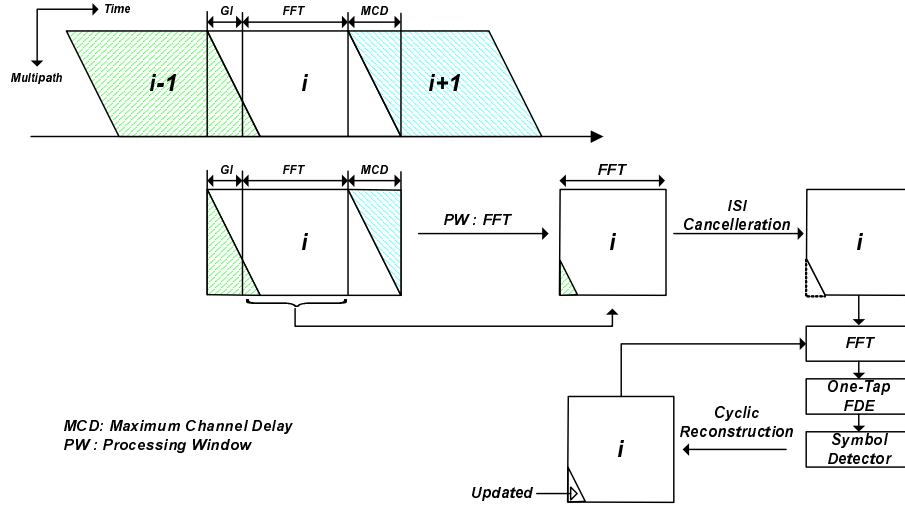 Time
Multipath
GI FFT MCD
i-1 i i+1
GI FFT MCD
i
PW : FFT
FFT
i
ISI
Cancelleration
i
FFT
One-Tap
FDE
Symbol
Detector
Cyclic
Reconstruction
i
Updated
MCD: Maximum Channel Delay
PW : Processing Window